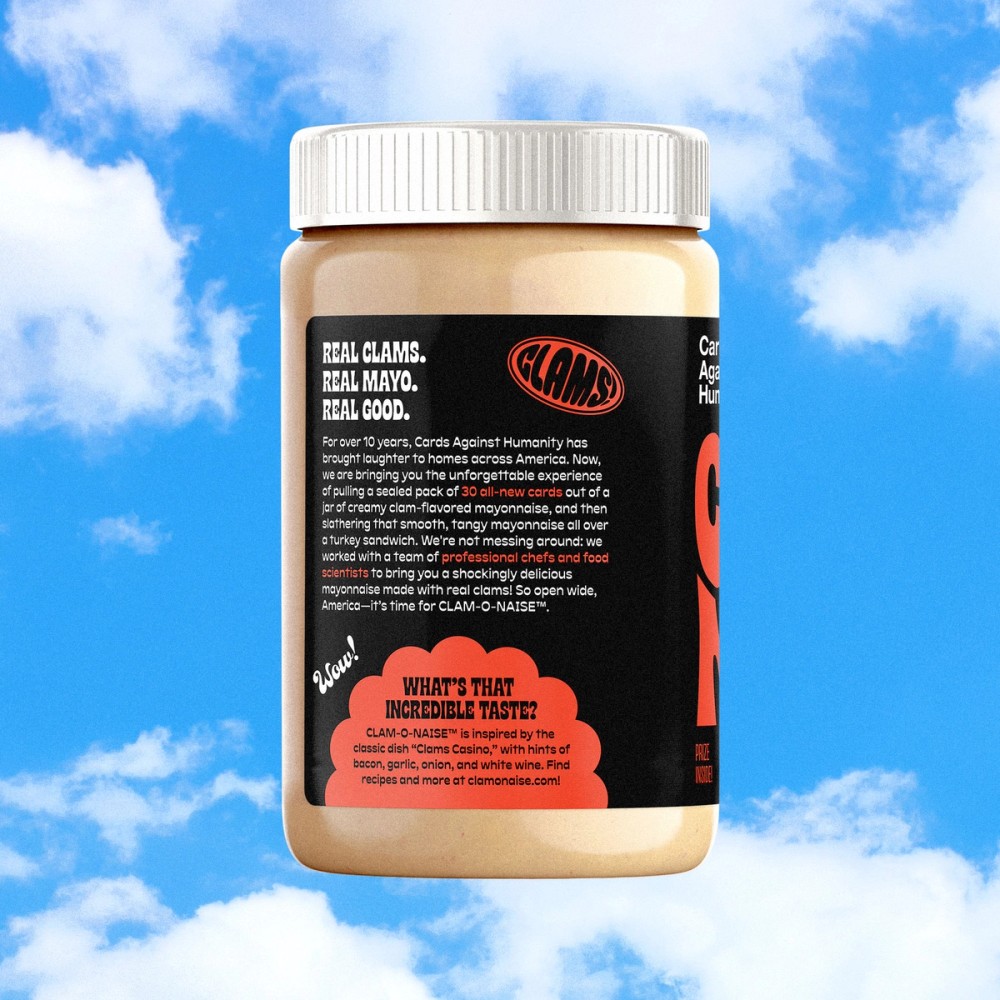 REAL CLAMS.
REAL MAYO.
REAL GOOD.
CLAMS!
For over 10 years, Cards Against Humanity has
brought laughter to homes across America. Now,
we are bringing you the unforgettable experience
of pulling a sealed pack of 30 all-new cards out of a
jar of creamy clam-flavored mayonnaise, and then
slathering that smooth, tangy mayonnaise all over
a turkey sandwich. We're not messing around: we
worked with a team of professional chefs and food
scientists to bring you a shockingly delicious
mayonnaise made with real clams! So open wide,
America—it's time for CLAM-O-NAISE™.
Wow!
WHAT'S THAT
INCREDIBLE TASTE?
CLAM-O-NAISE™ is inspired by the
classic dish “Clams Casino,” with hints of
bacon, garlic, onion, and white wine. Find
recipes and more at clamonaise.com!
Car
Aga
Hum
PRIZE
INSIDE!